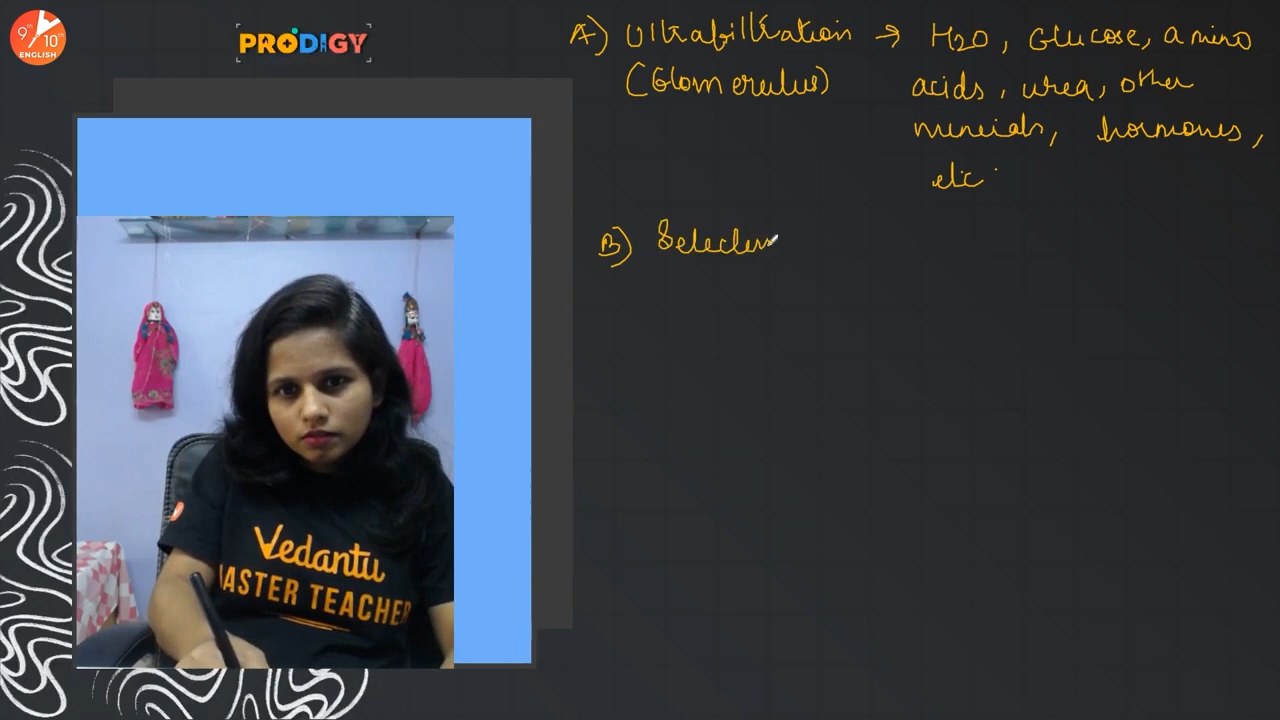 9th
10th
ENGLISH
PRODIGY
A) Ultrafiltration → H2O, Glucose, amino
(Glomerulus) acids, urea, other
minerals, hormones,
etc.
B) Selectiv
Vedantu
MASTER TEACHER